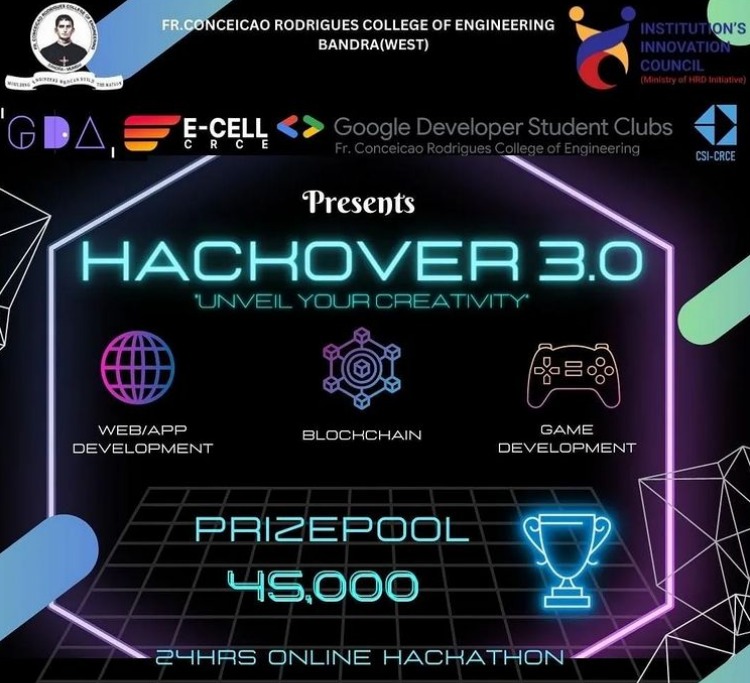 FR.CONCEICAO RODRIGUES COLLEGE OF ENGINEERING
BANDRA(WEST)
INSTITUTION'S
INNOVATION
COUNCIL
(Ministry of HRD Initiative)
GDA
E-CELL
CRCE
Google Developer Student Clubs
Fr. Conceicao Rodrigues College of Engineering
CSI-CRCE
Presents
HACKOVER 3.0
"UNVEIL YOUR CREATIVITY"
WEB/APP
DEVELOPMENT
BLOCKCHAIN
GAME
DEVELOPMENT
PRIZEPOOL
45,000
24HRS ONLINE HACKATHON